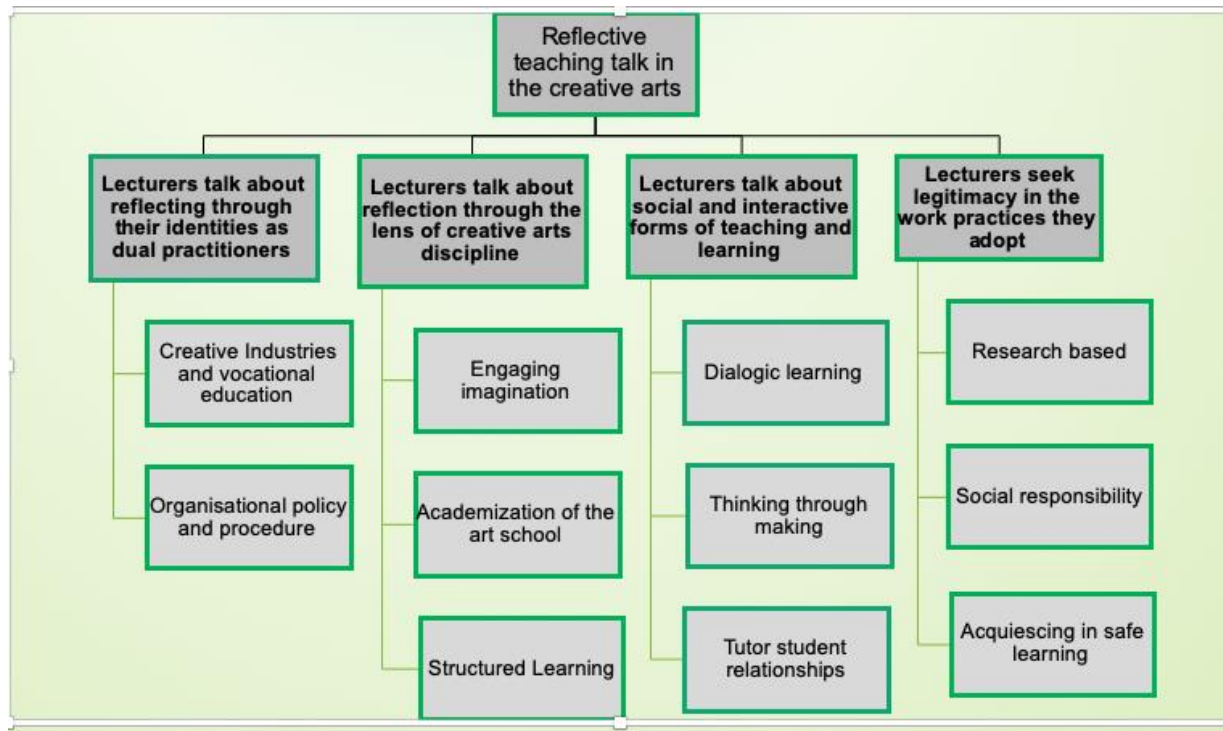 Reflective
teaching talk in
the creative arts
Lecturers talk about
reflecting through
their identities as
dual practitioners
Creative Industries
and vocational
education
Organisational policy
and procedure
Lecturers talk about
reflection through the
lens of creative arts
discipline
Engaging
imagination
Academization of the
art school
Structured Learning
Lecturers talk about
social and interactive
forms of teaching and
learning
Dialogic learning
Thinking through
making
Tutor student
relationships
Lecturers seek
legitimacy in the
work practices they
adopt
Research based
Social responsibility
Acquiescing in safe
learning